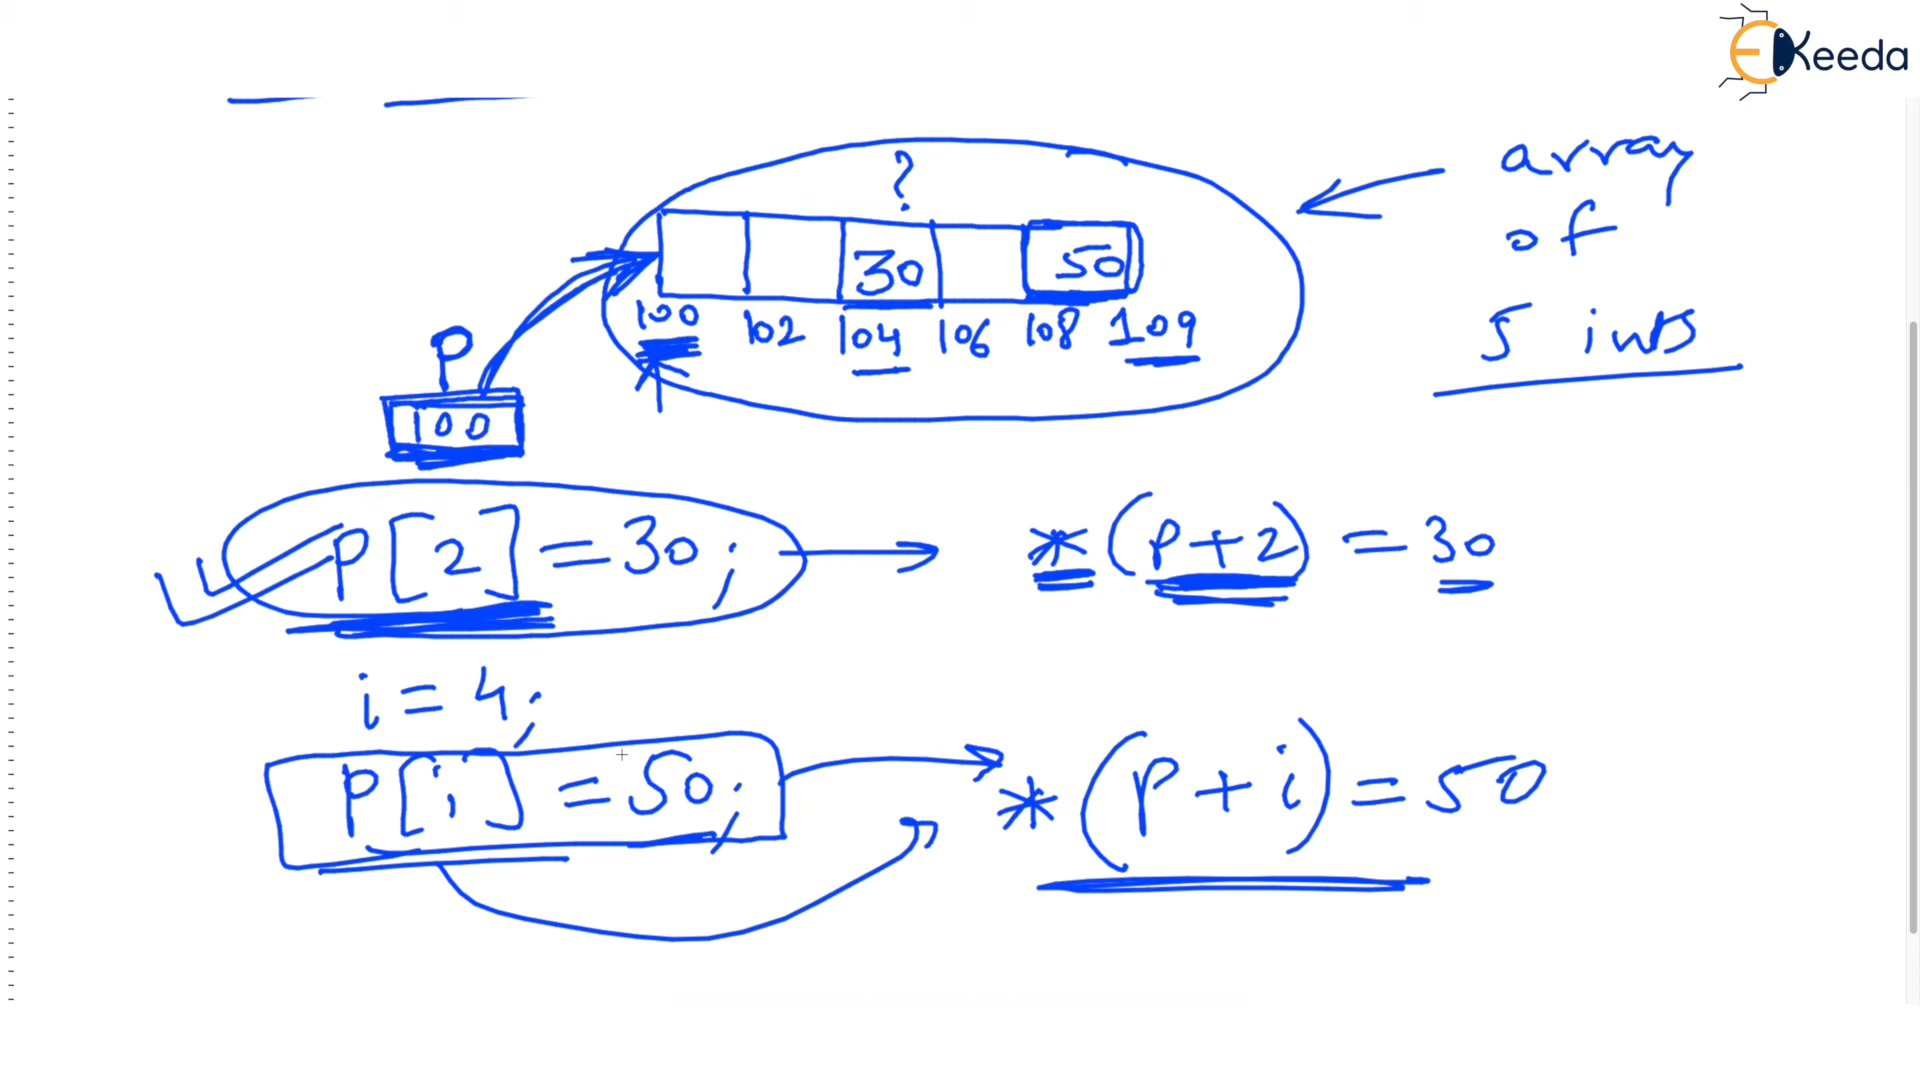 EKeeda
array
of
5 ints
?
30 50
100 102 104 106 108 109
P
100
P[2] = 30; *(P+2) = 30
i = 4;
P[i] = 50; *(P+i) = 50